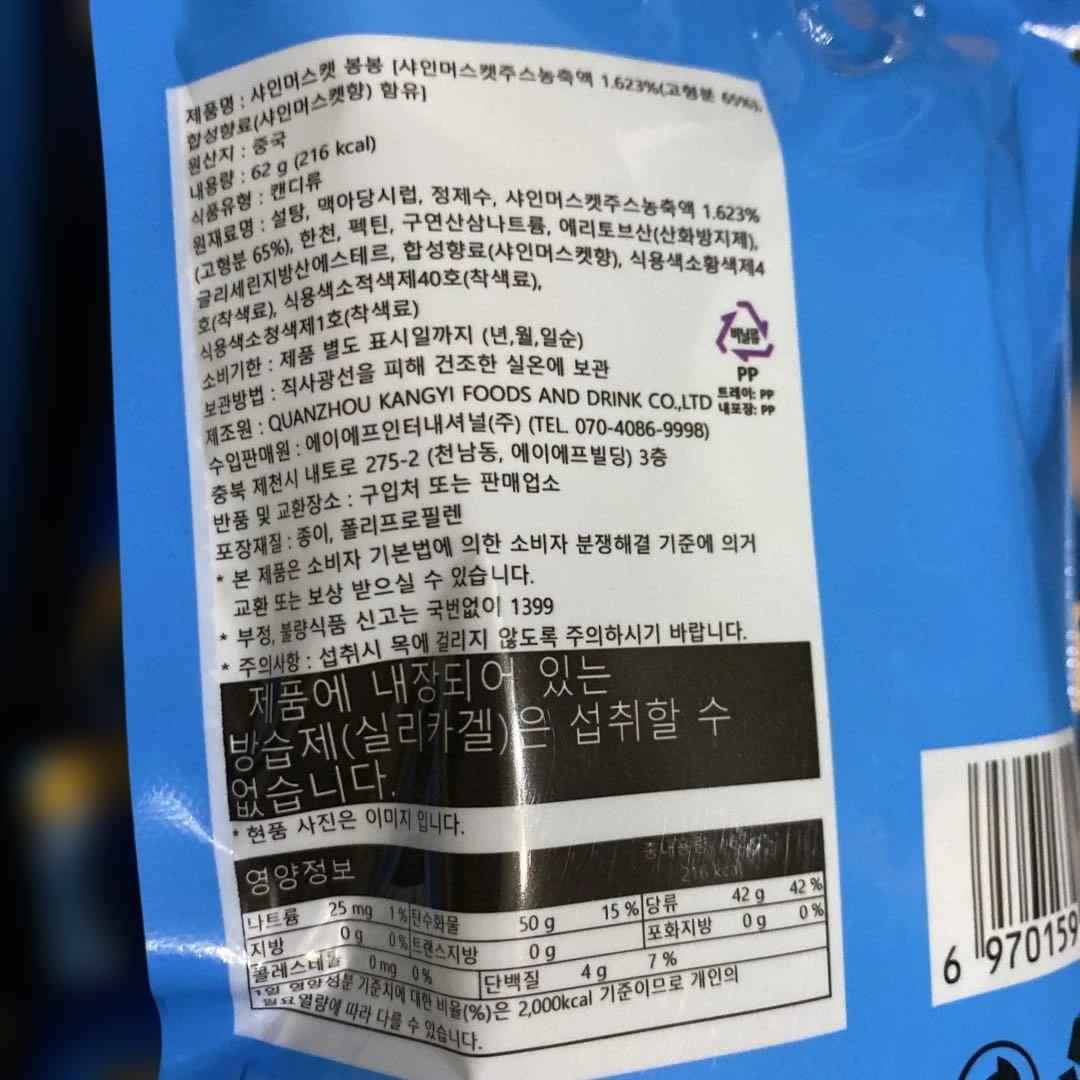 제품명 : 샤인머스켓 봉봉 [샤인머스켓주스농축액 1.623%(고형분 65%),
합성향료(샤인머스켓향) 함유]
원산지 : 중국
내용량 : 62 g (216 kcal)
식품유형 : 캔디류
원재료명 : 설탕, 맥아당시럽, 정제수, 샤인머스켓주스농축액 1.623%
(고형분 65%), 한천, 펙틴, 구연산삼나트륨, 에리토브산(산화방지제),
글리세린지방산에스테르, 합성향료(샤인머스켓향), 식용색소황색제4
호(착색료), 식용색소적색제40호(착색료),
식용색소청색제1호(착색료)
소비기한 : 제품 별도 표시일까지 (년,월,일순)
보관방법 : 직사광선을 피해 건조한 실온에 보관
제조원 : QUANZHOU KANGYI FOODS AND DRINK CO.,LTD
수입판매원 : 에이에프인터내셔널(주) (TEL. 070-4086-9998)
충북 제천시 내토로 275-2 (천남동, 에이에프빌딩) 3층
반품 및 교환장소 : 구입처 또는 판매업소
포장재질 : 종이, 폴리프로필렌
* 본 제품은 소비자 기본법에 의한 소비자 분쟁해결 기준에 의거
교환 또는 보상 받으실 수 있습니다.
* 부정, 불량식품 신고는 국번없이 1399
* 주의사항 : 섭취시 목에 걸리지 않도록 주의하시기 바랍니다.
비닐류
PP
트레이: PP
내포장: PP
제품에 내장되어 있는
방습제(실리카겔)은 섭취할 수
없습니다.
* 현품 사진은 이미지 입니다.
영양정보
총내용량
216 kcal
나트륨 25 mg 1% 탄수화물 50 g 15 % 당류 42 g 42 %
지방 0 g 0% 트랜스지방 0 g 포화지방 0 g 0 %
콜레스테롤 0 mg 0 % 단백질 4 g 7 %
1일 영양성분 기준치에 대한 비율(%)은 2,000kcal 기준이므로 개인의
필요열량에 따라 다를 수 있습니다.
6 970159